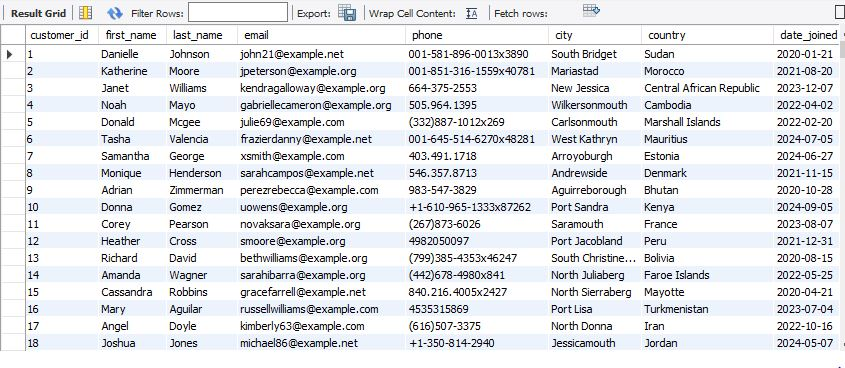 Result Grid Filter Rows: Export: Wrap Cell Content: Fetch rows:
customer_id first_name last_name email phone city country date_joined
1 Danielle Johnson john21@example.net 001-581-896-0013x3890 South Bridget Sudan 2020-01-21
2 Katherine Moore jpeterson@example.org 001-851-316-1559x40781 Mariastad Morocco 2021-08-20
3 Janet Williams kendragalloway@example.org 664-375-2553 New Jessica Central African Republic 2023-12-07
4 Noah Mayo gabriellecameron@example.org 505.964.1395 Wilkersonmouth Cambodia 2022-04-02
5 Donald Mcgee julie69@example.com (332)887-1012x269 Carlsonmouth Marshall Islands 2022-02-20
6 Tasha Valencia frazierdanny@example.net 001-645-514-6270x48281 West Kathryn Mauritius 2024-07-05
7 Samantha George xsmith@example.com 403.491.1718 Arroyoburgh Estonia 2024-06-27
8 Monique Henderson sarahcampos@example.net 546.357.8713 Andrewside Denmark 2021-11-15
9 Adrian Zimmerman perezrebecca@example.com 983-547-3829 Aguirreborough Bhutan 2020-10-28
10 Donna Gomez uowens@example.org +1-610-965-1333x87262 Port Sandra Kenya 2024-09-05
11 Corey Pearson novaksara@example.com (267)873-6026 Saramouth France 2023-08-07
12 Heather Cross smoore@example.org 4982050097 Port Jacobland Peru 2021-12-31
13 Richard David bethwilliams@example.org (799)385-4353x46247 South Christine... Bolivia 2020-08-15
14 Amanda Wagner sarahibarra@example.org (442)678-4980x841 North Juliaberg Faroe Islands 2022-05-25
15 Cassandra Robbins gracefarrell@example.net 840.216.4005x2427 North Sierraberg Mayotte 2020-04-21
16 Mary Aguilar russellwilliams@example.com 4535315869 Port Lisa Turkmenistan 2023-07-04
17 Angel Doyle kimberly63@example.com (616)507-3375 North Donna Iran 2022-10-16
18 Joshua Jones michael86@example.net +1-350-814-2940 Jessicamouth Jordan 2024-05-07